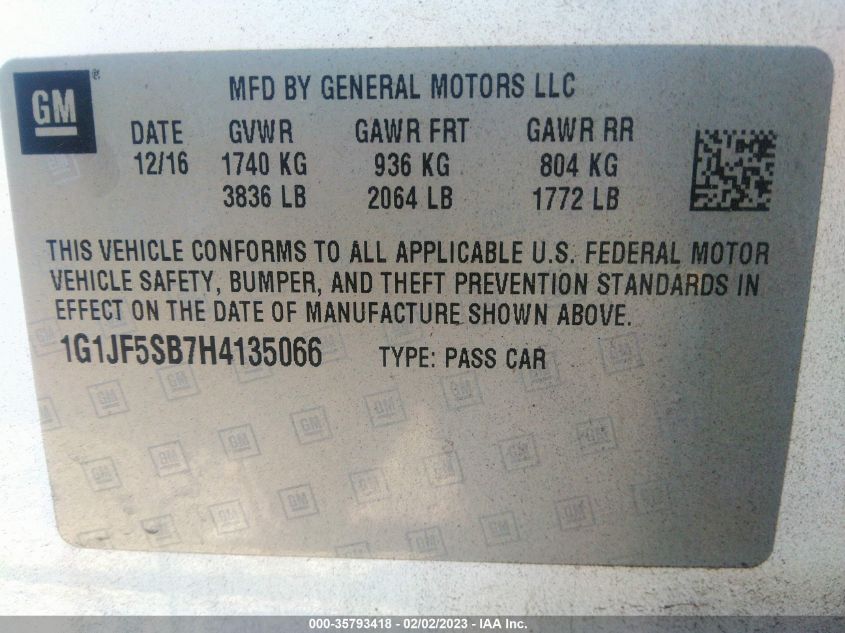 GM ®
MFD BY GENERAL MOTORS LLC
DATE GVWR GAWR FRT GAWR RR
12/16 1740 KG 936 KG 804 KG
3836 LB 2064 LB 1772 LB
THIS VEHICLE CONFORMS TO ALL APPLICABLE U.S. FEDERAL MOTOR
VEHICLE SAFETY, BUMPER, AND THEFT PREVENTION STANDARDS IN
EFFECT ON THE DATE OF MANUFACTURE SHOWN ABOVE.
1G1JF5SB7H4135066 TYPE: PASS CAR
000-35793418 - 02/02/2023 - IAA Inc.